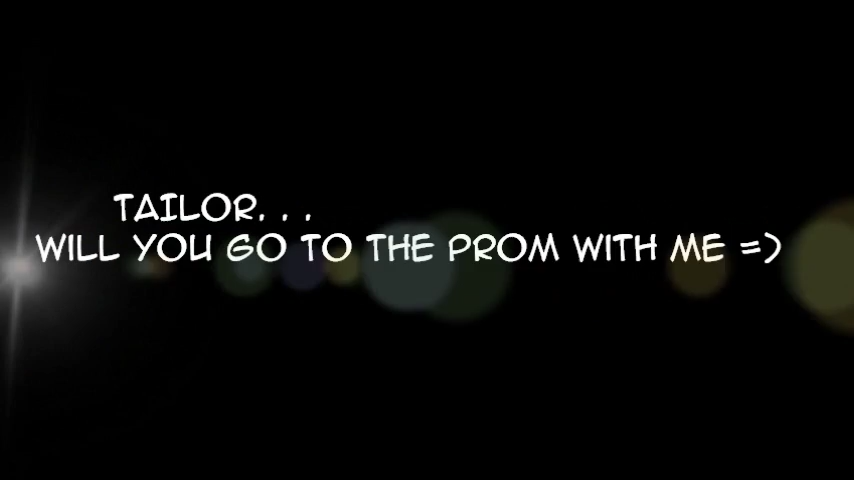 TAILOR. . .
WILL YOU GO TO THE PROM WITH ME =)